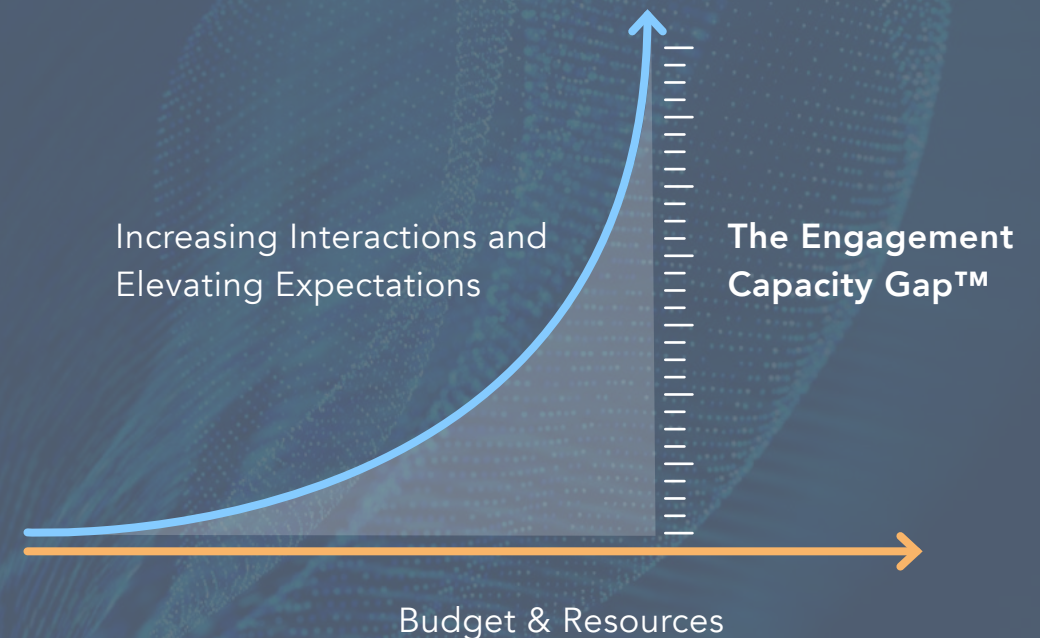 Increasing Interactions and
Elevating Expectations
The Engagement
Capacity Gap™
Budget & Resources